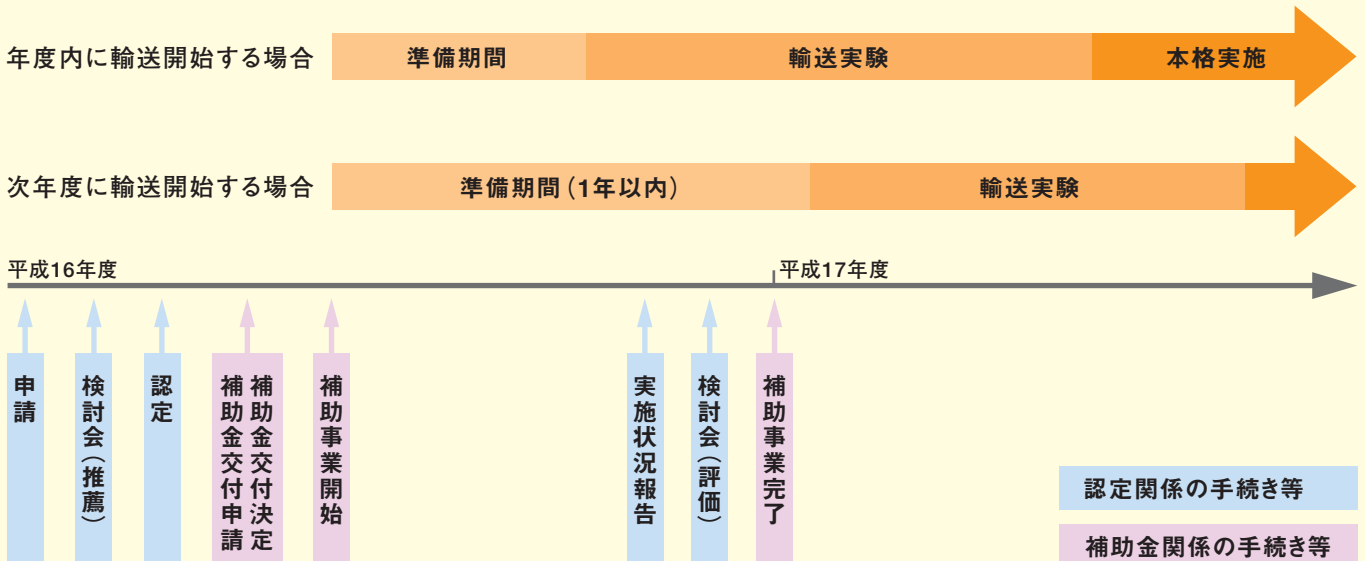 年度内に輸送開始する場合
準備期間
輸送実験
本格実施
次年度に輸送開始する場合
準備期間(1年以内)
輸送実験
平成16年度
平成17年度
申請
検討会(推薦)
認定
補助金交付決定
補助金交付申請
補助事業開始
実施状況報告
検討会(評価)
補助事業完了
認定関係の手続き等
補助金関係の手続き等